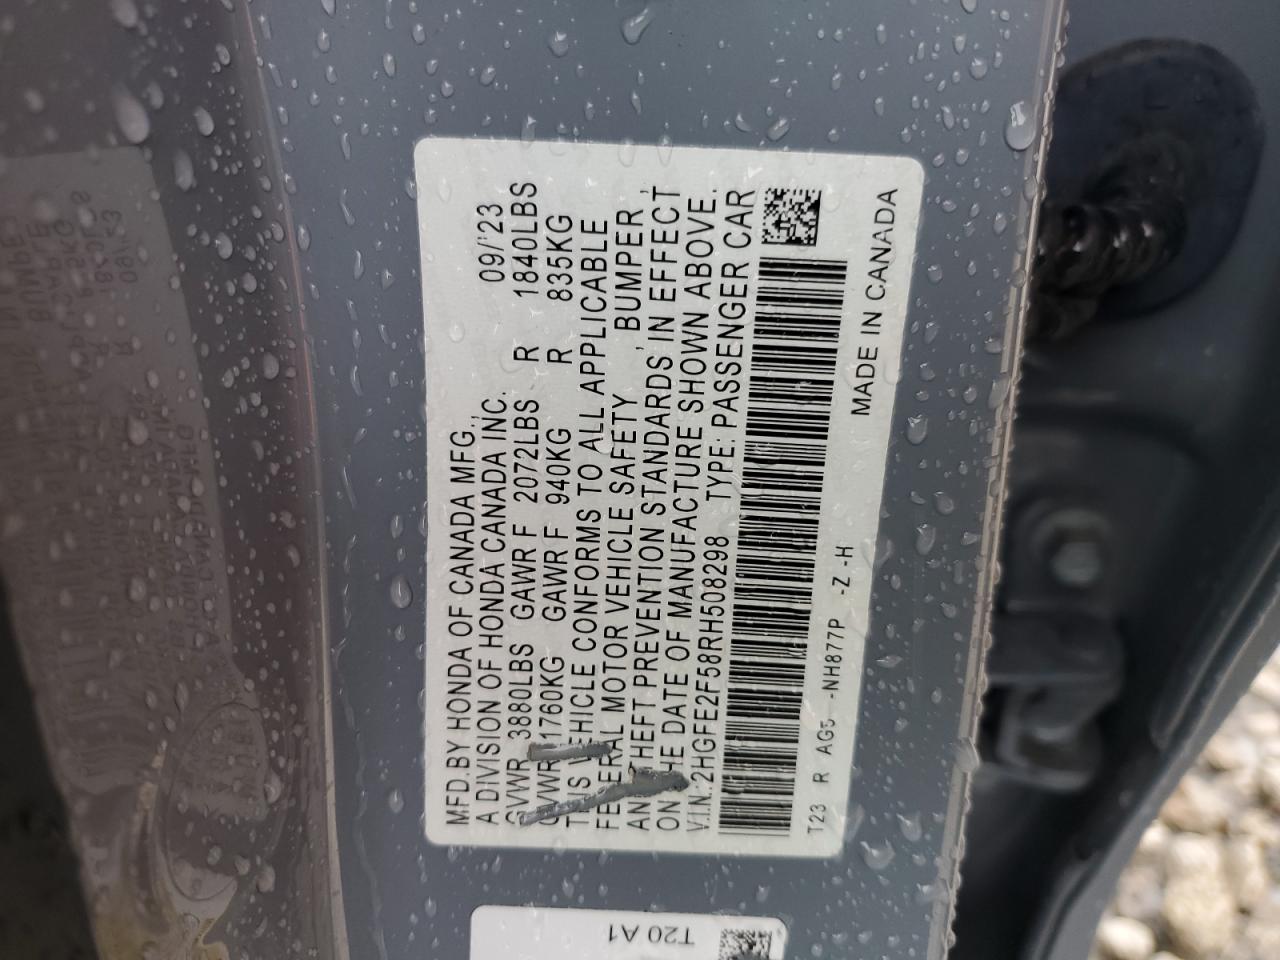 MFD.BY HONDA OF CANADA MFG., 09/'23
A DIVISION OF HONDA CANADA INC.
GVWR 3880LBS GAWR F 2072LBS R 1840LBS
GVWR 1760KG GAWR F 940KG R 835KG
THIS VEHICLE CONFORMS TO ALL APPLICABLE
FEDERAL MOTOR VEHICLE SAFETY, BUMPER,
AND THEFT PREVENTION STANDARDS IN EFFECT
ON THE DATE OF MANUFACTURE SHOWN ABOVE.
V.I.N.:2HGFE2F58RH508298 TYPE: PASSENGER CAR
T23 R AG5 -NH877P -Z -H MADE IN CANADA
T20 A1